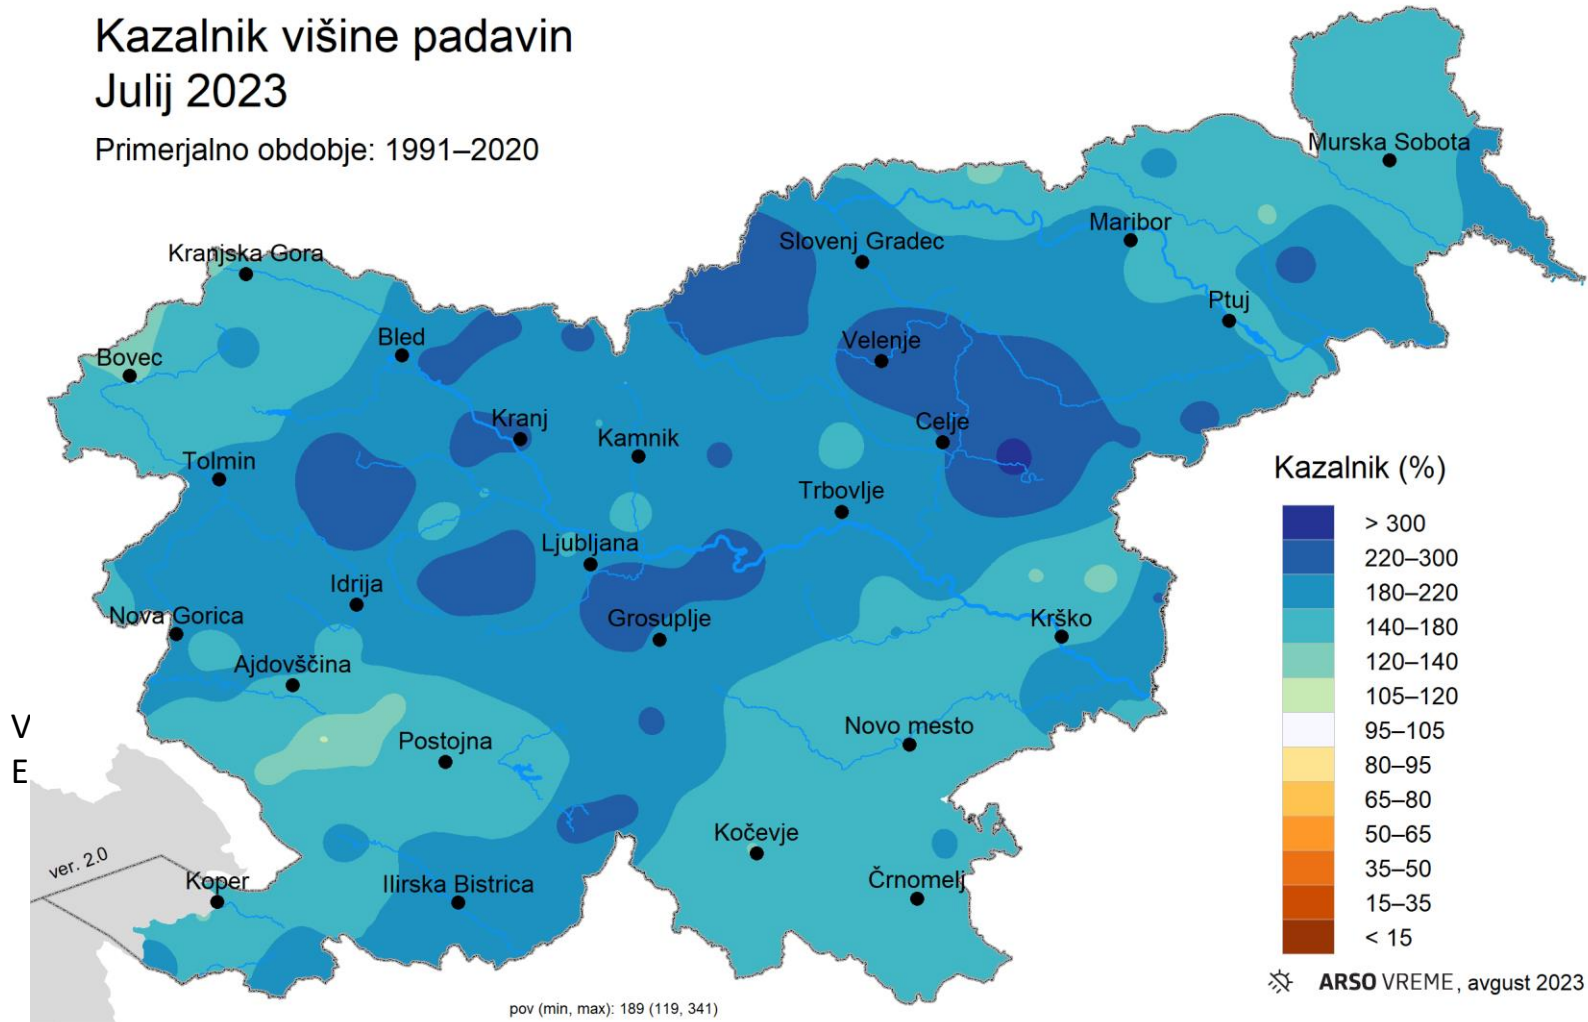 Kazalnik višine padavin
Julij 2023
Primerjalno obdobje: 1991–2020
Murska Sobota
Maribor
Slovenj Gradec
Kranjska Gora
Ptuj
Bled
Velenje
Bovec
Kranj
Celje
Kamnik
Tolmin
Trbovlje
Ljubljana
Idrija
Nova Gorica
Grosuplje
Krško
Ajdovščina
Novo mesto
Postojna
V
E
Kočevje
ver. 2.0
Koper
Ilirska Bistrica
Črnomelj
Kazalnik (%)
> 300
220–300
180–220
140–180
120–140
105–120
95–105
80–95
65–80
50–65
35–50
15–35
< 15
ARSO VREME, avgust 2023
pov (min, max): 189 (119, 341)